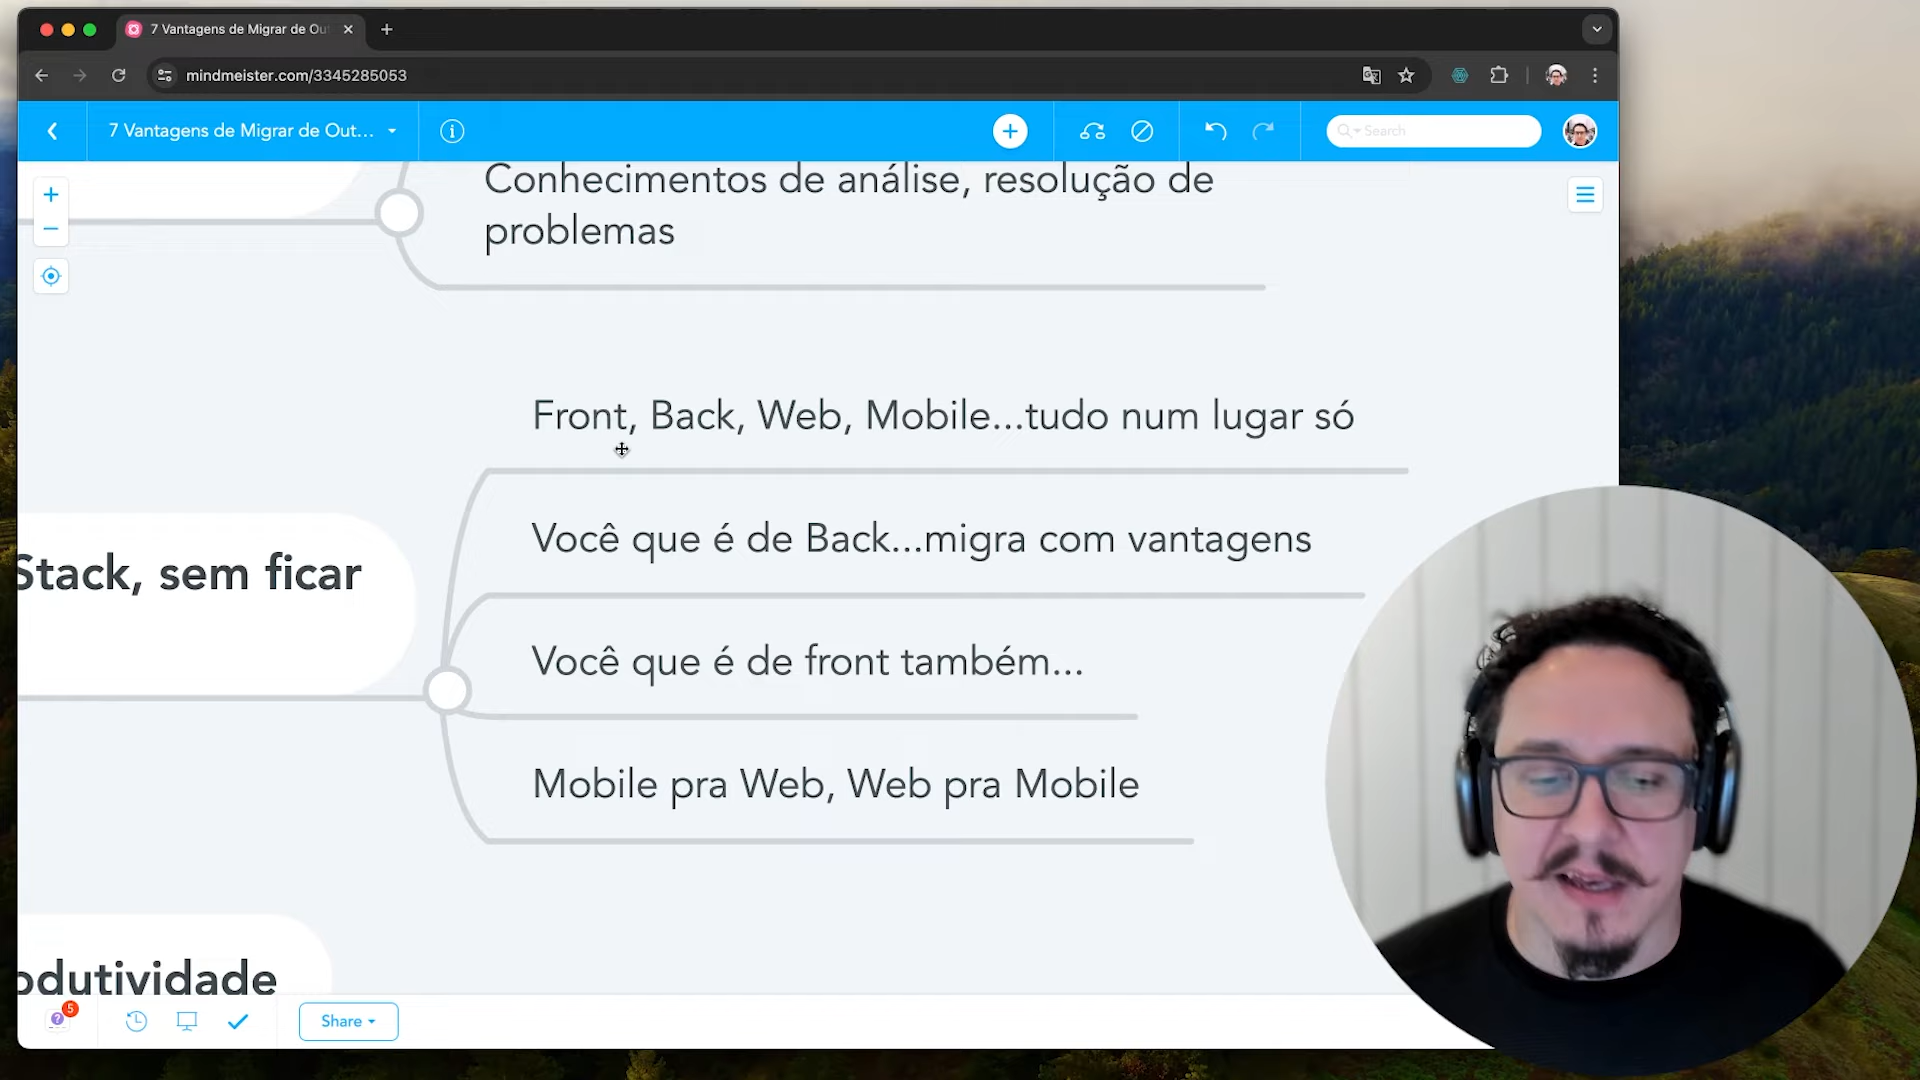 7 Vantagens de Migrar de Ou
mindmeister.com/3345285053
7 Vantagens de Migrar de Out...
Search
Conhecimentos de análise, resolução de
problemas
Front, Back, Web, Mobile...tudo num lugar só
Você que é de Back...migra com vantagens
Stack, sem ficar
Você que é de front também...
Mobile pra Web, Web pra Mobile
odutividade
5
Share